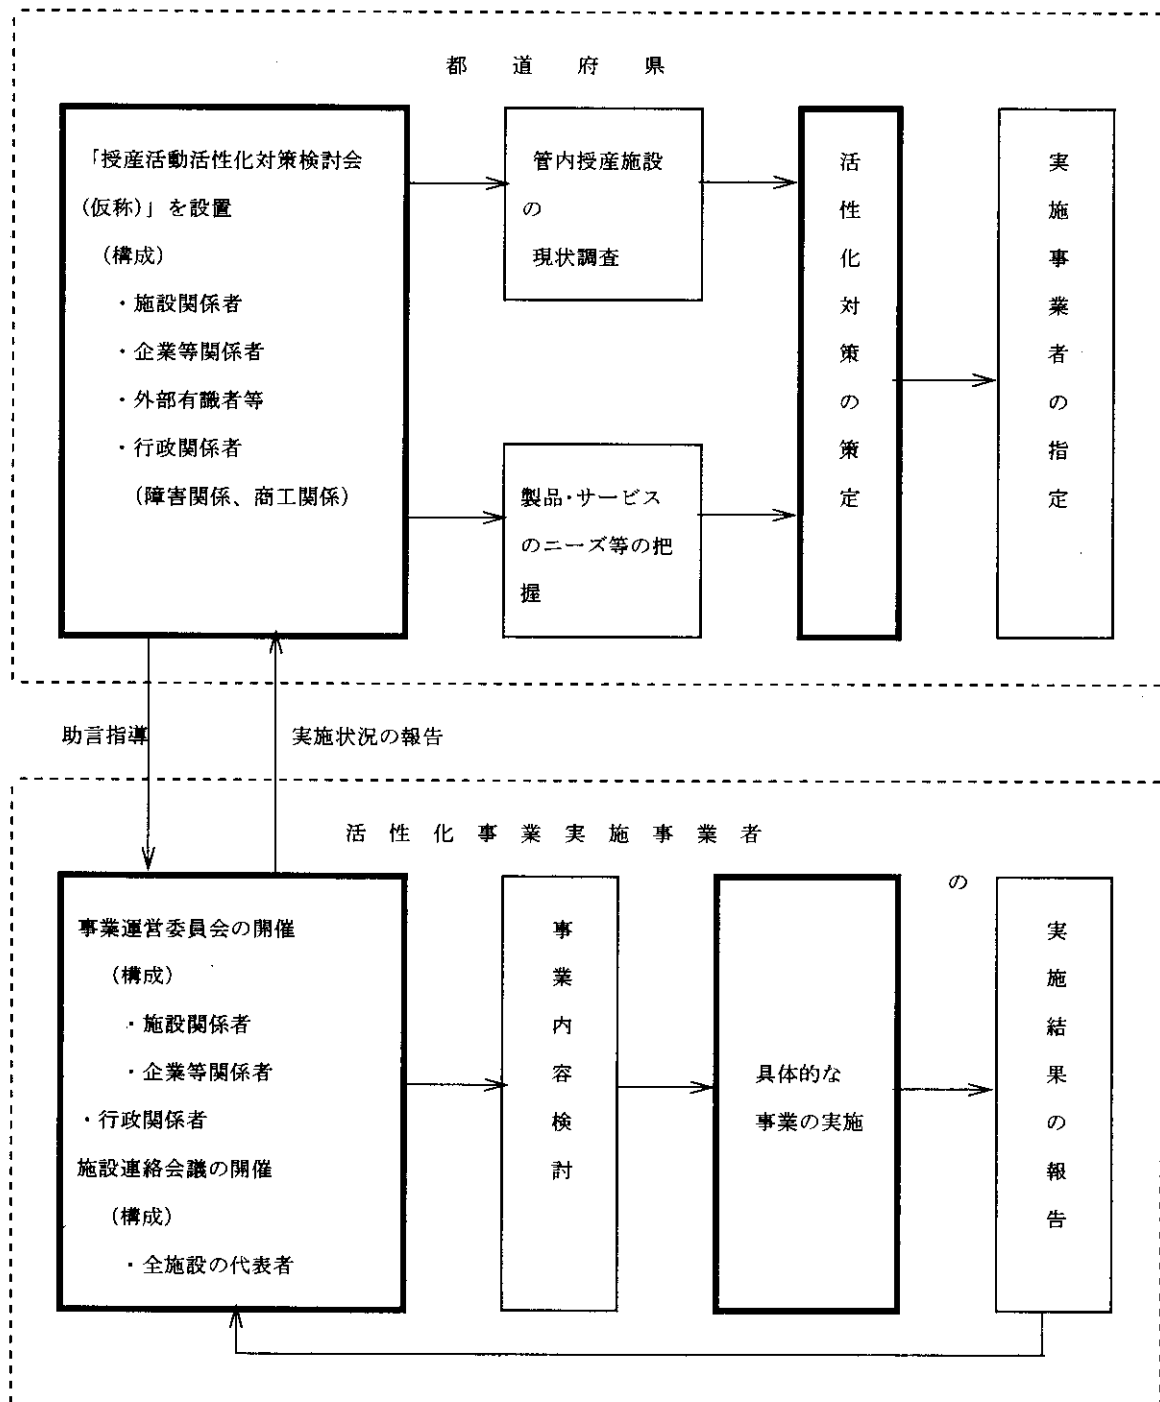 都道府県
「授産活動活性化対策検討会
(仮称)」を設置
(構成)
・施設関係者
・企業等関係者
・外部有識者等
・行政関係者
(障害関係、商工関係)
管内授産施設
の
現状調査
製品・サービス
のニーズ等の把
握
活性化対策の策定
実施事業者の指定
助言指導
実施状況の報告
活性化事業実施事業者
事業運営委員会の開催
(構成)
・施設関係者
・企業等関係者
・行政関係者
施設連絡会議の開催
(構成)
・全施設の代表者
事業内容検討
具体的な
事業の実施
の
実施結果の報告